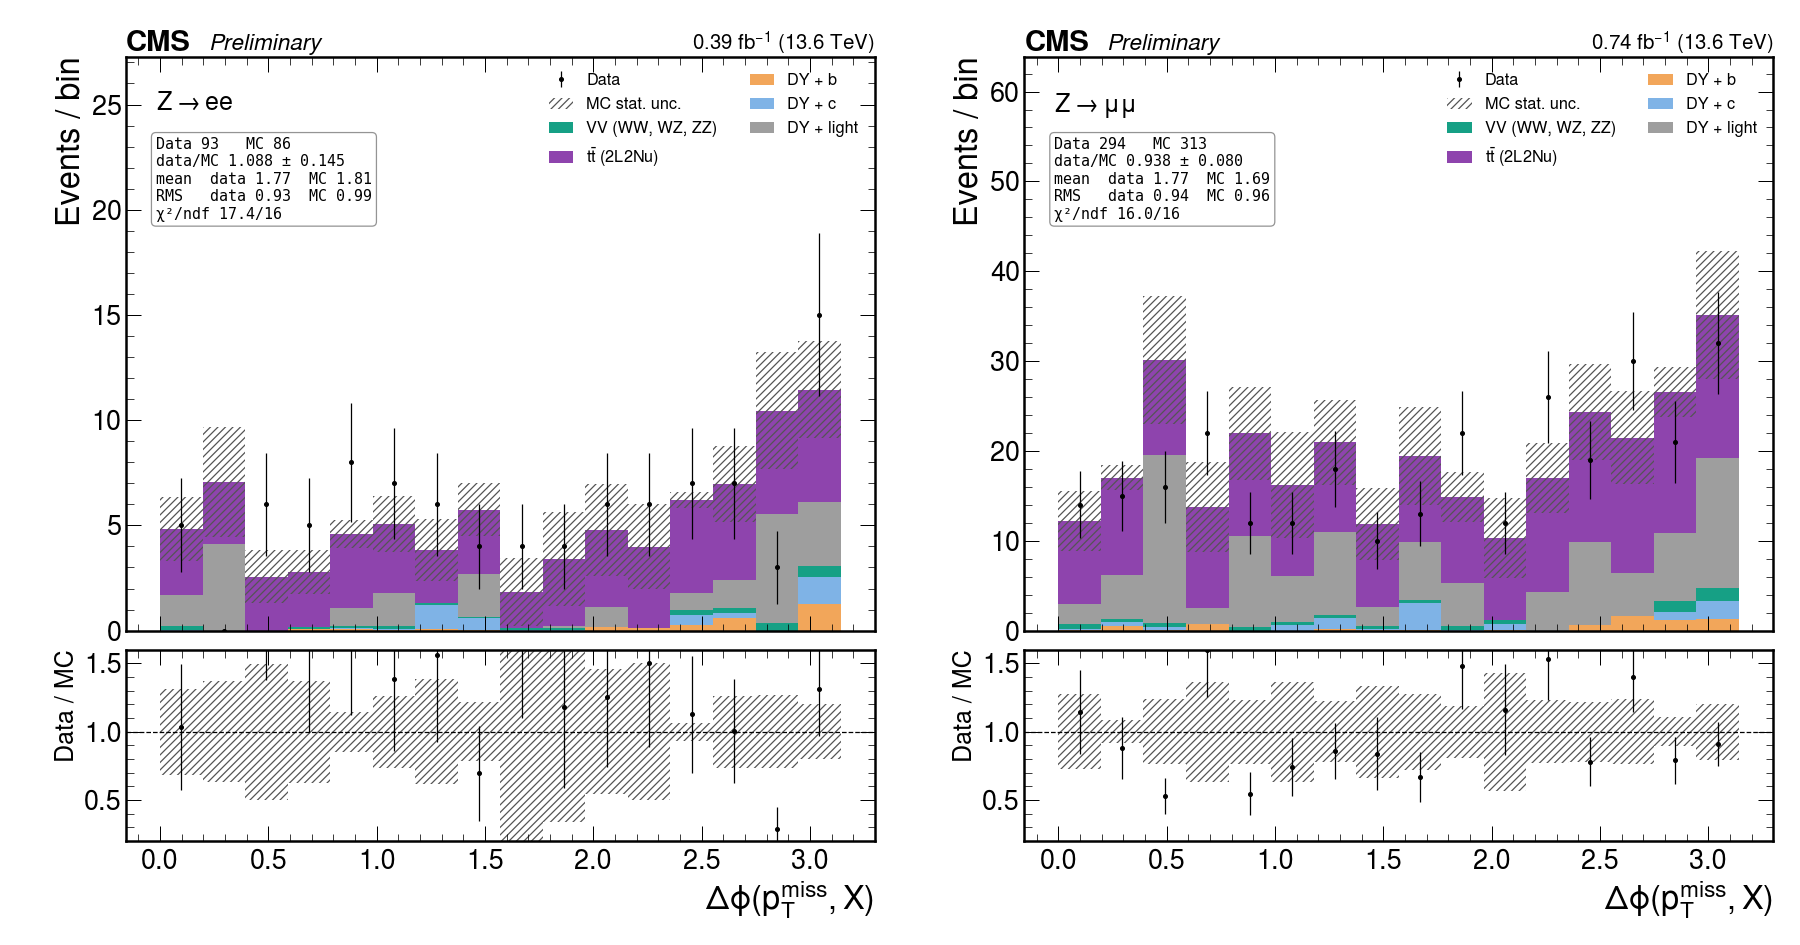 CMS Preliminary 0.39 fb⁻¹ (13.6 TeV)
Events / bin
25
20
15
10
5
0
Z→ee
Data 93   MC 86
data/MC 1.088 ± 0.145
mean  data 1.77  MC 1.81
RMS   data 0.93  MC 0.99
χ²/ndf 17.4/16
Data
MC stat. unc.
VV (WW, WZ, ZZ)
tt̄ (2L2Nu)
DY + b
DY + c
DY + light
Data / MC
1.5
1.0
0.5
0.0 0.5 1.0 1.5 2.0 2.5 3.0
Δϕ(p_T^miss, X)
CMS Preliminary 0.74 fb⁻¹ (13.6 TeV)
Events / bin
60
50
40
30
20
10
0
Z→μμ
Data 294   MC 313
data/MC 0.938 ± 0.080
mean  data 1.77  MC 1.69
RMS   data 0.94  MC 0.96
χ²/ndf 16.0/16
Data
MC stat. unc.
VV (WW, WZ, ZZ)
tt̄ (2L2Nu)
DY + b
DY + c
DY + light
Data / MC
1.5
1.0
0.5
0.0 0.5 1.0 1.5 2.0 2.5 3.0
Δϕ(p_T^miss, X)